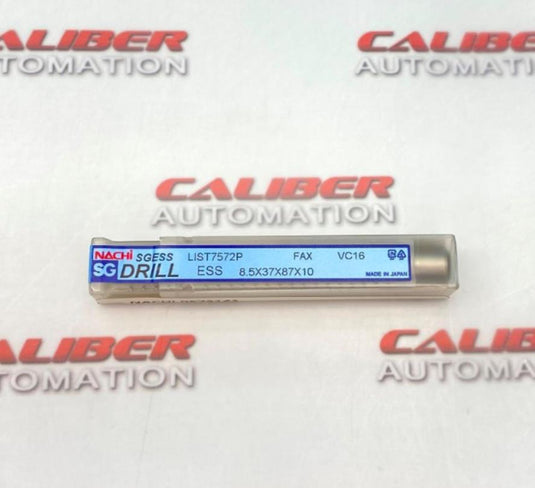 CALIBER
AUTOMATION
CALIBER
AUTOMATION
CALIBER
AUTOMATION
NACHI SGESS LIST7572P FAX VC16
SG DRILL ESS 8.5X37X87X10 MADE IN JAPAN
CALIBER
AUTOMATION
CALIBER
AUTOMATION